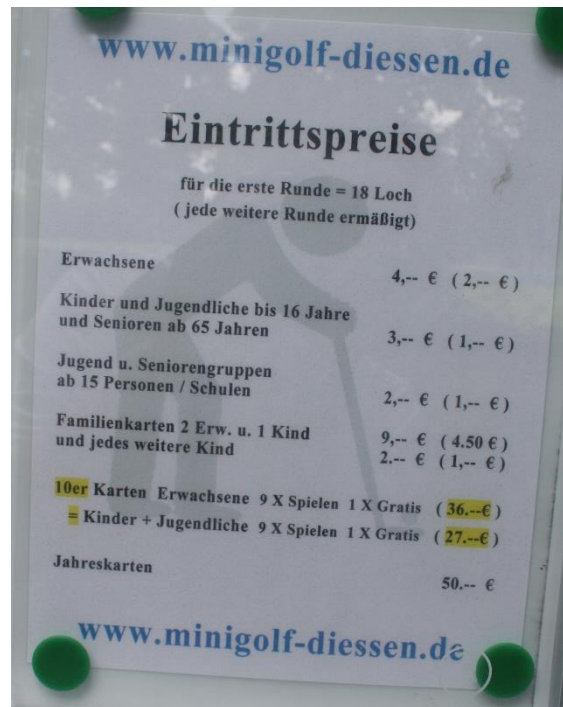 www.minigolf-diessen.de
Eintrittspreise
für die erste Runde = 18 Loch
( jede weitere Runde ermäßigt)
Erwachsene 4,-- € ( 2,-- € )
Kinder und Jugendliche bis 16 Jahre
und Senioren ab 65 Jahren 3,-- € ( 1,-- € )
Jugend u. Seniorengruppen
ab 15 Personen / Schulen 2,-- € ( 1,-- € )
Familienkarten 2 Erw. u. 1 Kind 9,-- € ( 4.50 € )
und jedes weitere Kind 2.-- € ( 1,-- € )
10er Karten Erwachsene 9 X Spielen 1 X Gratis ( 36.--€ )
= Kinder + Jugendliche 9 X Spielen 1 X Gratis ( 27.--€ )
Jahreskarten 50.-- €
www.minigolf-diessen.de